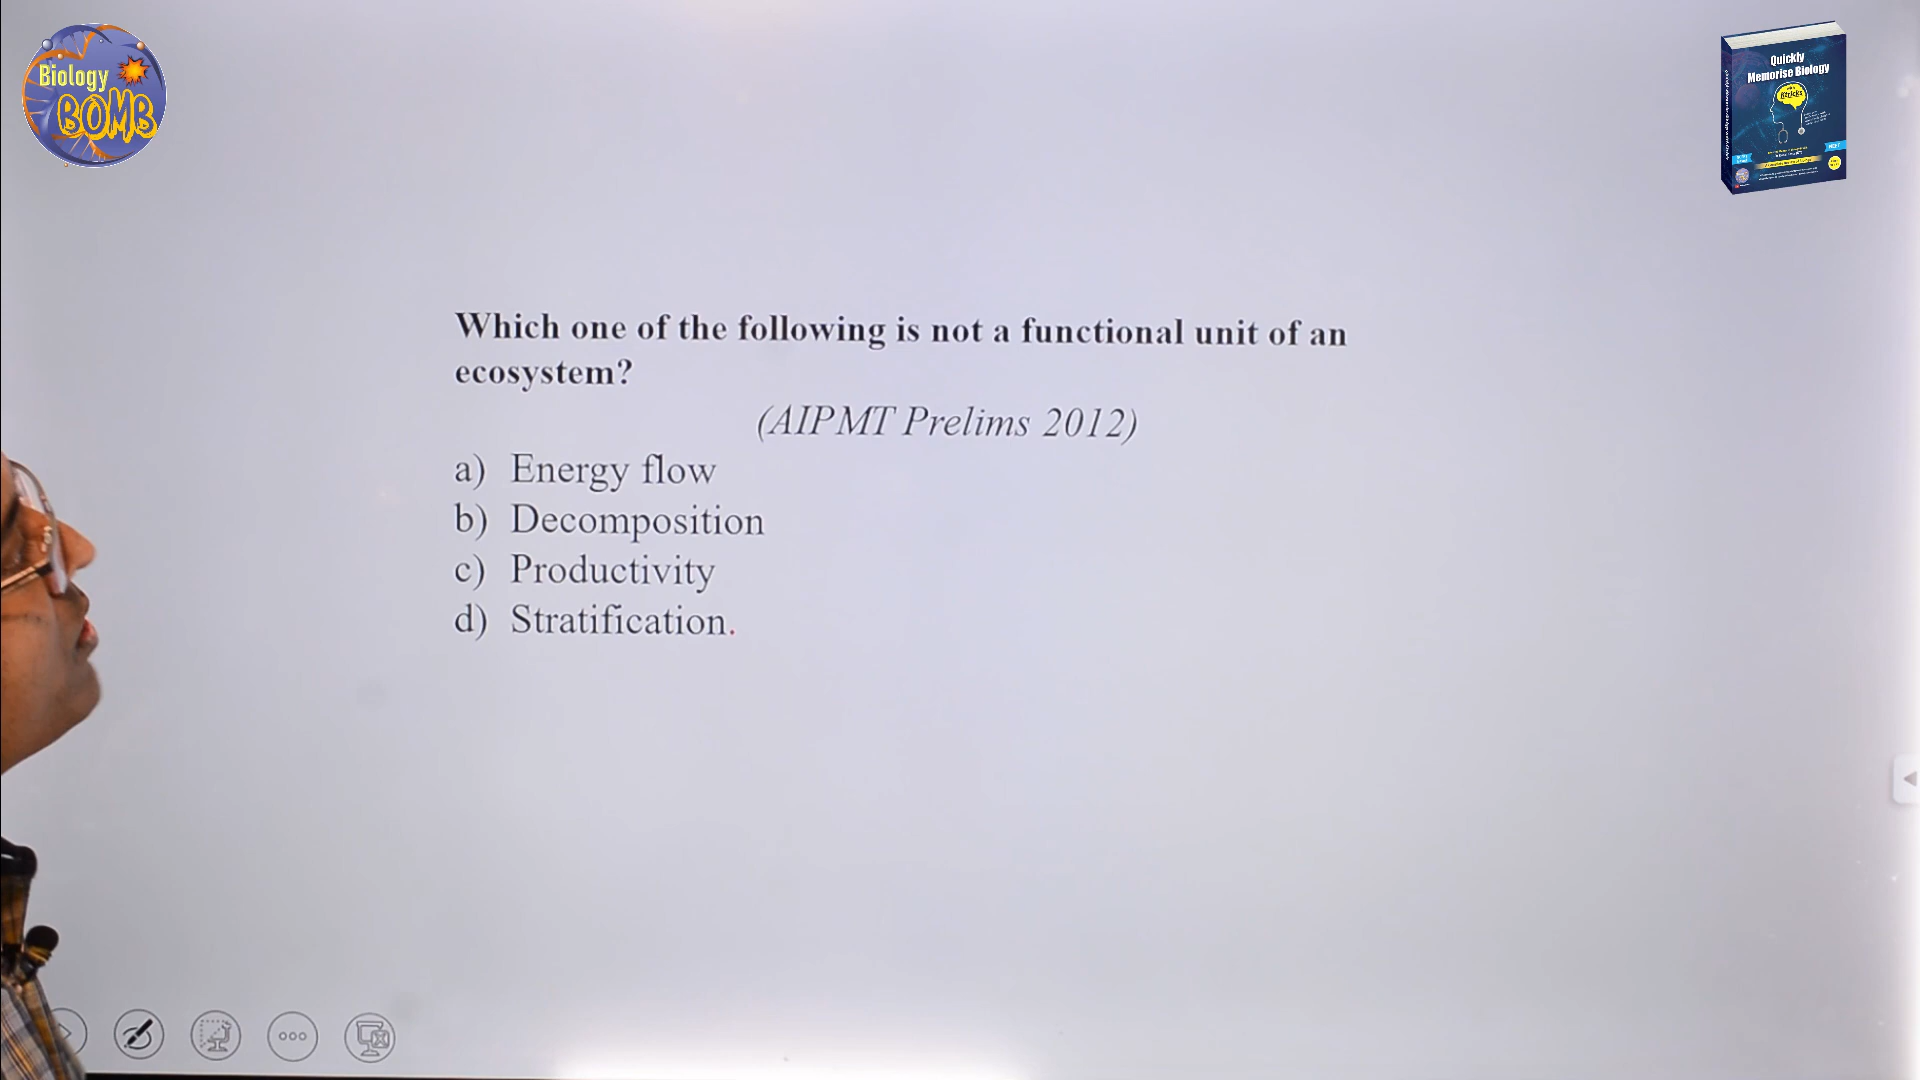 Biology
BOMB
Quickly
Memorise Biology
Which one of the following is not a functional unit of an
ecosystem?
(AIPMT Prelims 2012)
a) Energy flow
b) Decomposition
c) Productivity
d) Stratification.